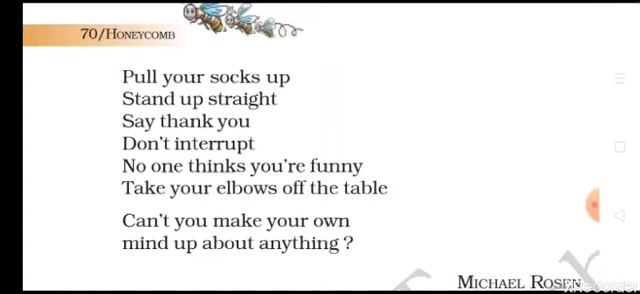 70/HONEYCOMB
Pull your socks up
Stand up straight
Say thank you
Don't interrupt
No one thinks you're funny
Take your elbows off the table
Can't you make your own
mind up about anything ?
MICHAEL ROSEN